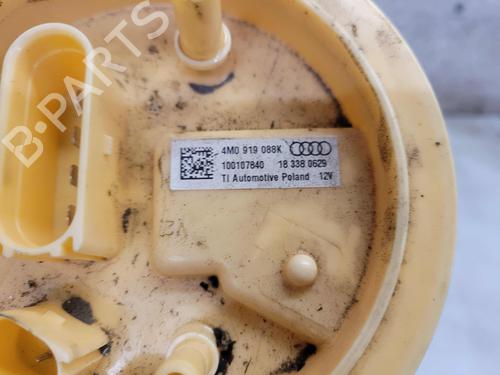 B-PARTS
4M0 919 088K
100107840 18 338 0629
TI Automotive Poland 12V